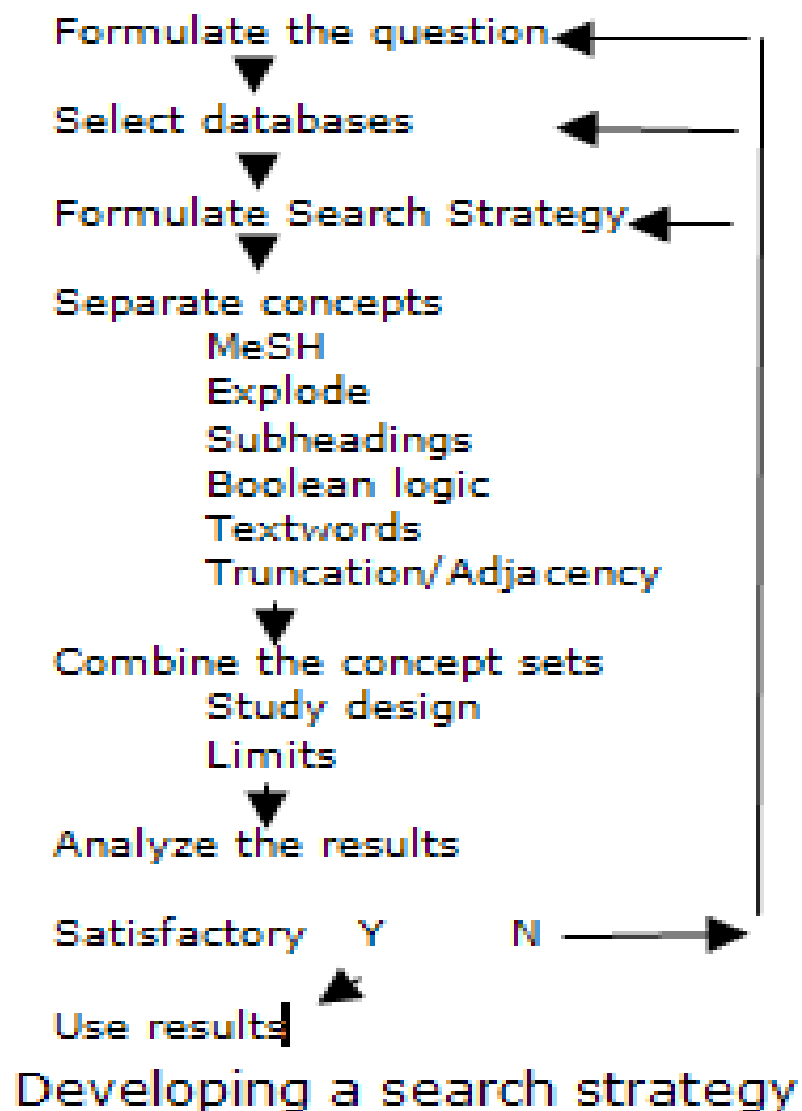 Formulate the question
Select databases
Formulate Search Strategy
Separate concepts
MeSH
Explode
Subheadings
Boolean logic
Textwords
Truncation/Adjacency
Combine the concept sets
Study design
Limits
Analyze the results
Satisfactory Y N
Use results
Developing a search strategy